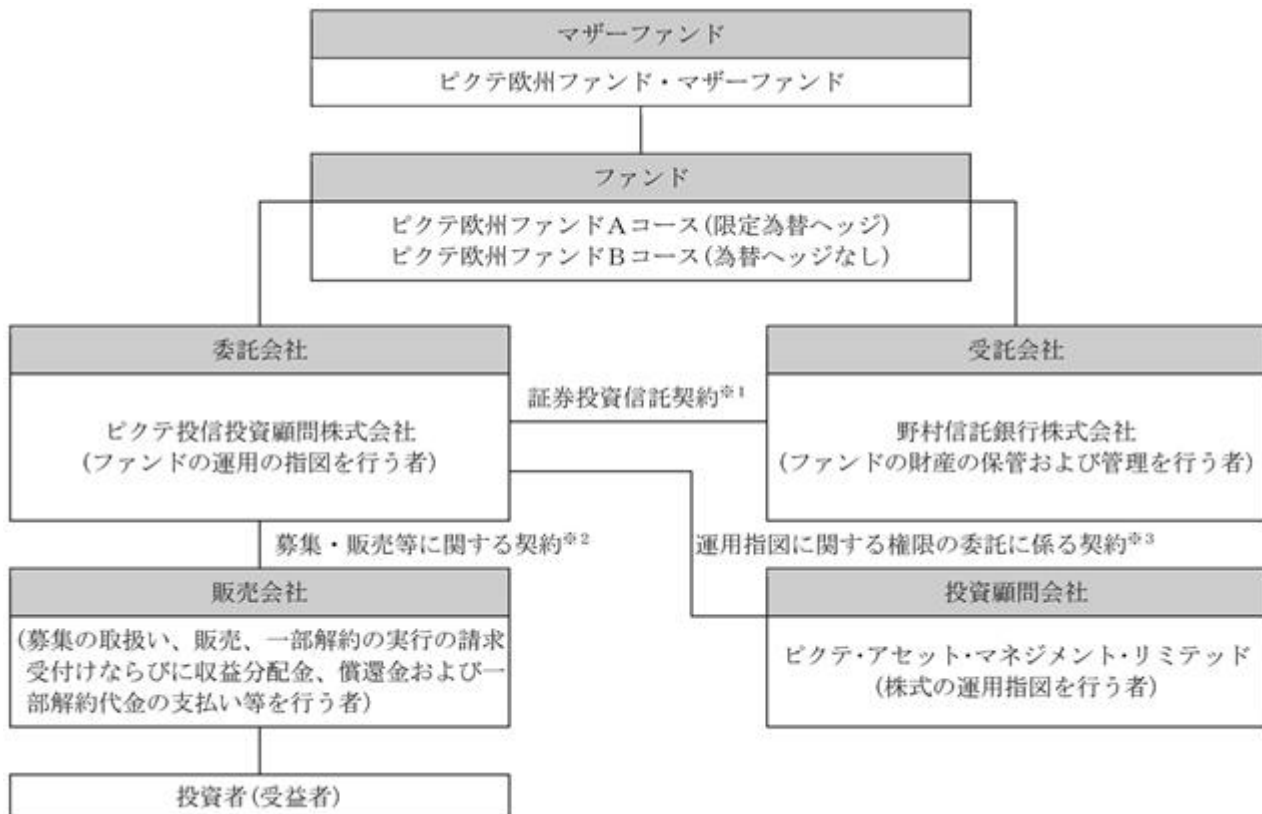 マザーファンド
ピクテ欧州ファンド・マザーファンド
ファンド
ピクテ欧州ファンドAコース(限定為替ヘッジ)
ピクテ欧州ファンドBコース(為替ヘッジなし)
委託会社
ピクテ投信投資顧問株式会社
(ファンドの運用の指図を行う者)
証券投資信託契約※1
受託会社
野村信託銀行株式会社
(ファンドの財産の保管および管理を行う者)
募集・販売等に関する契約※2
運用指図に関する権限の委託に係る契約※3
販売会社
(募集の取扱い、販売、一部解約の実行の請求
受付けならびに収益分配金、償還金および一
部解約代金の支払い等を行う者)
投資顧問会社
ピクテ・アセット・マネジメント・リミテッド
(株式の運用指図を行う者)
投資者(受益者)